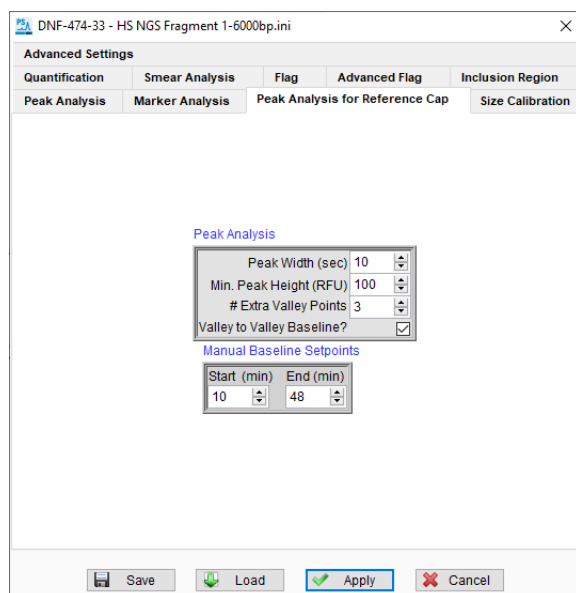 DNF-474-33 - HS NGS Fragment 1-6000bp.ini
Advanced Settings
Quantification Smear Analysis Flag Advanced Flag Inclusion Region
Peak Analysis Marker Analysis Peak Analysis for Reference Cap Size Calibration
Peak Analysis
Peak Width (sec) 10
Min. Peak Height (RFU) 100
# Extra Valley Points 3
Valley to Valley Baseline?
Manual Baseline Setpoints
Start (min) End (min)
10 48
Save Load Apply Cancel